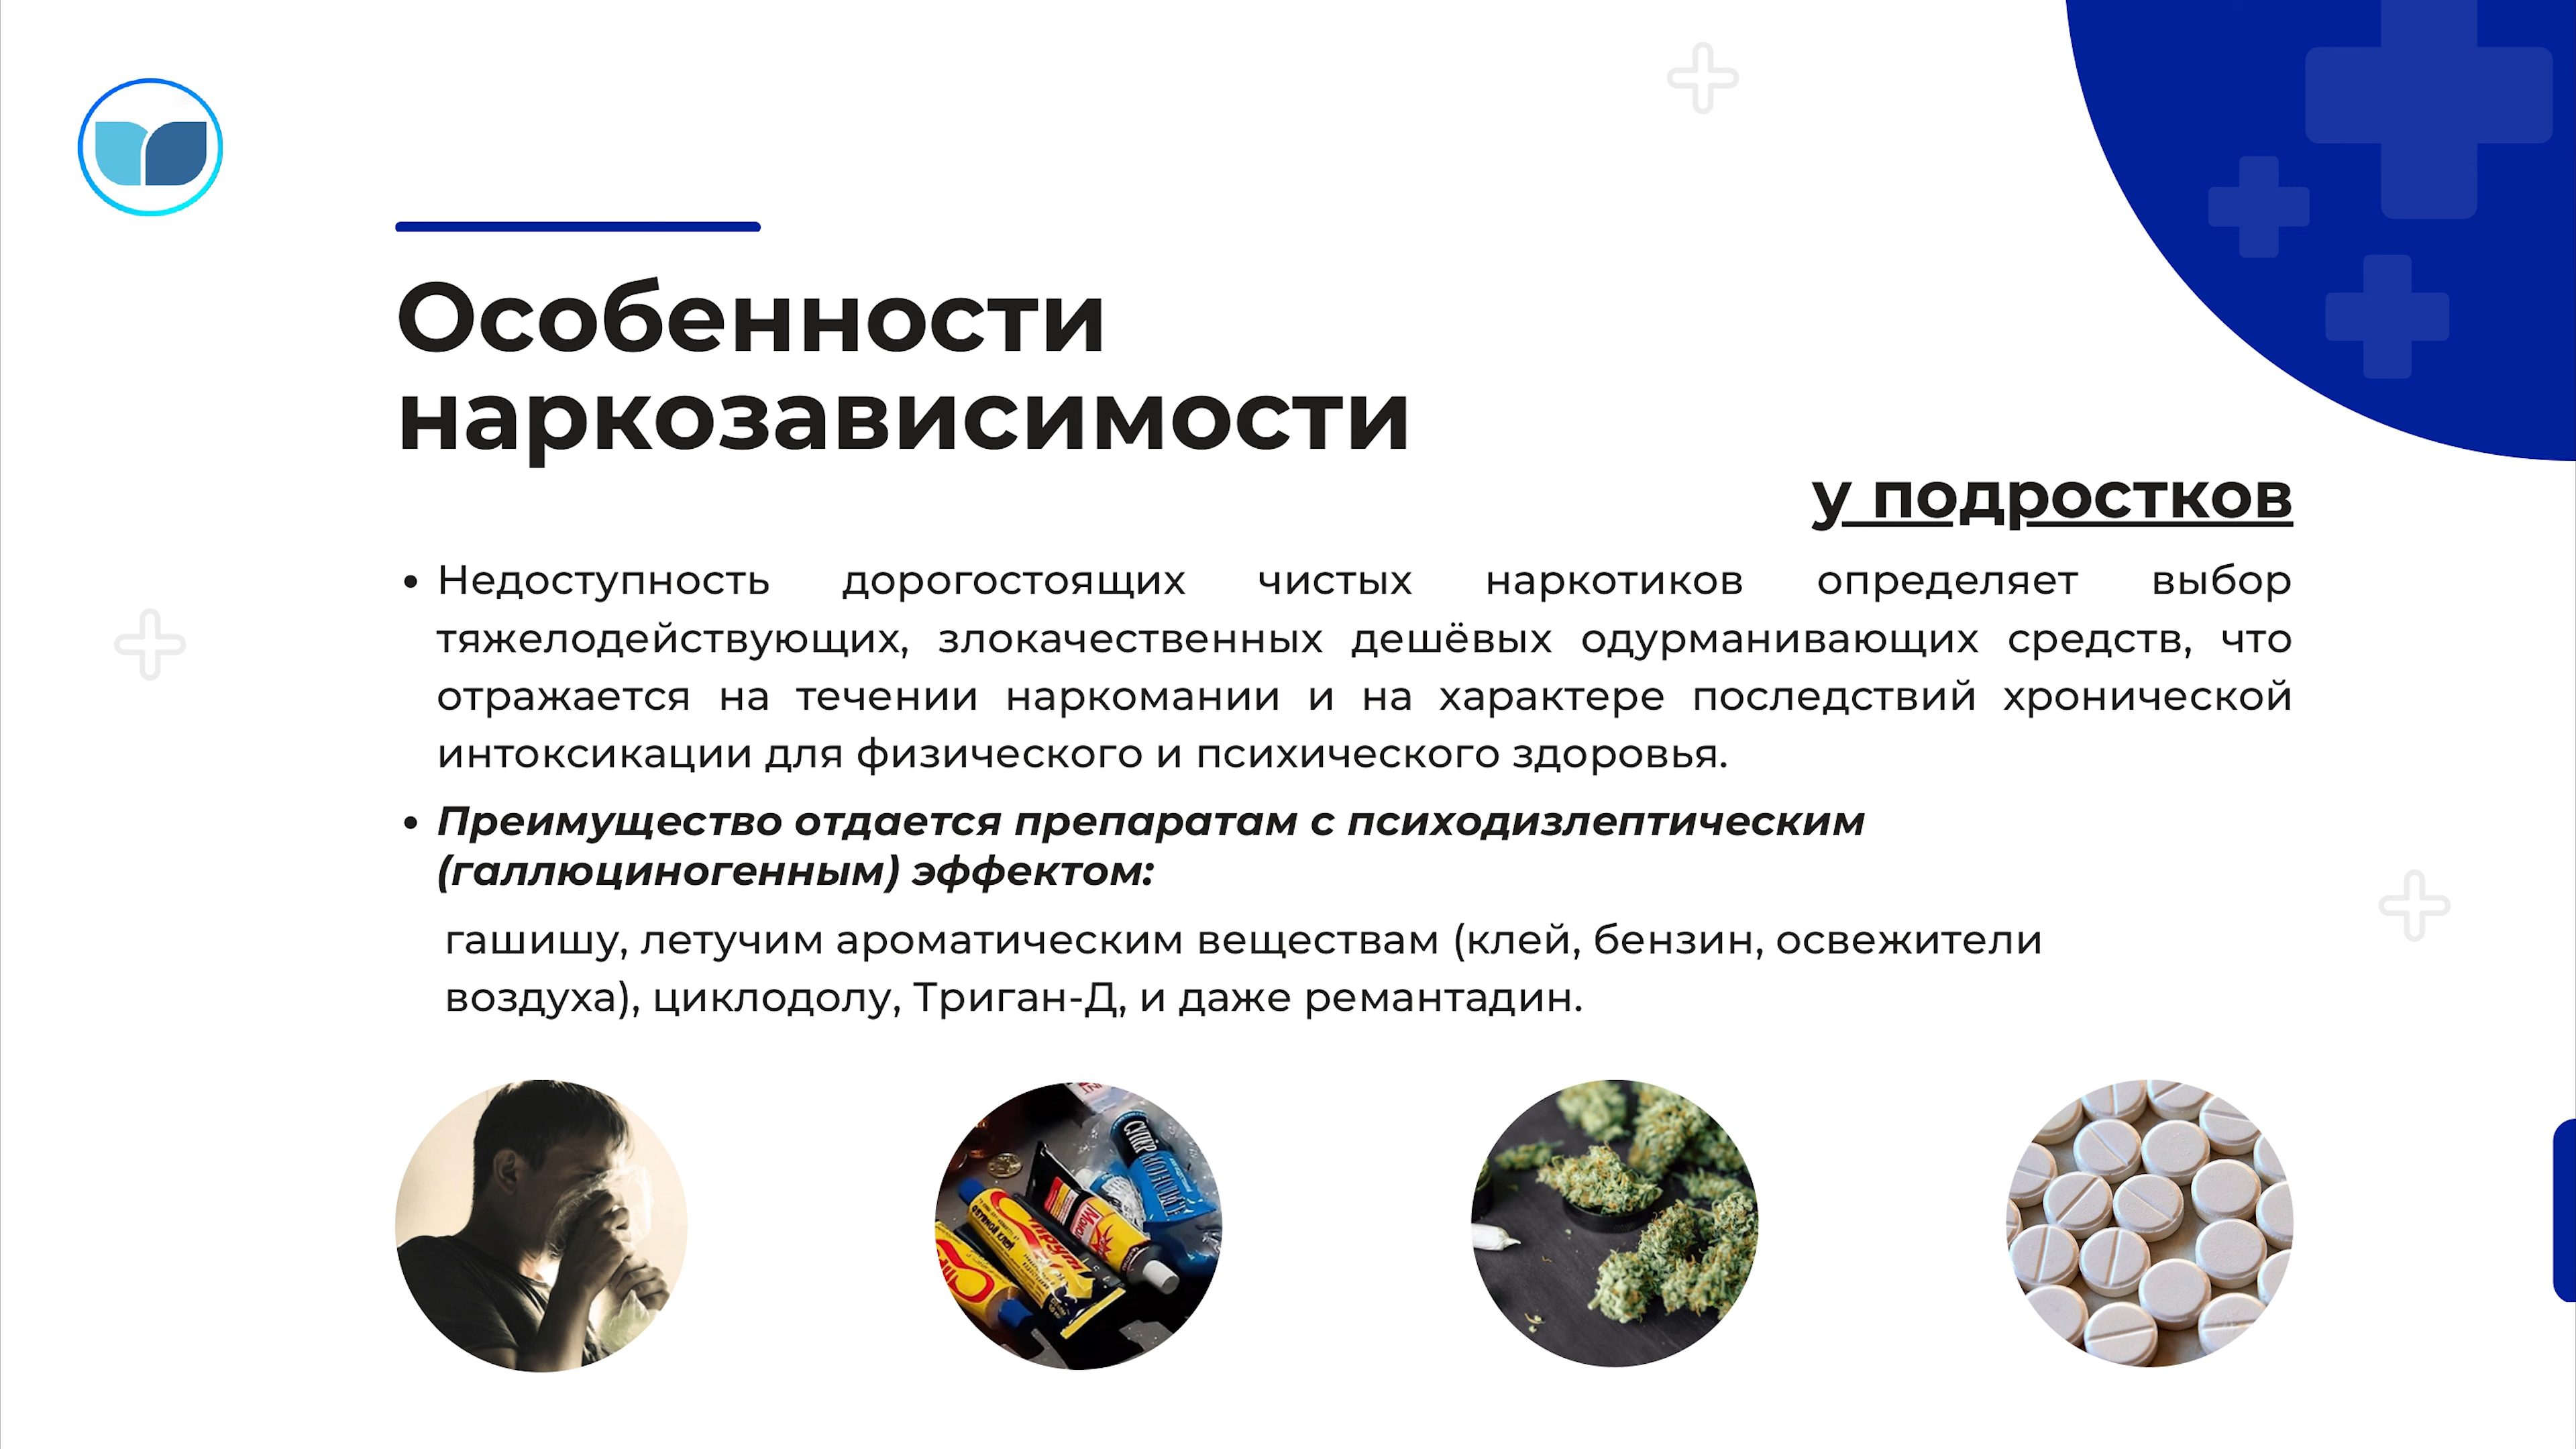 Особенности
наркозависимости
у подростков
• Недоступность дорогостоящих чистых наркотиков определяет выбор
тяжелодействующих, злокачественных дешёвых одурманивающих средств, что
отражается на течении наркомании и на характере последствий хронической
интоксикации для физического и психического здоровья.
• Преимущество отдается препаратам с психодизлептическим
(галлюциногенным) эффектом:
гашишу, летучим ароматическим веществам (клей, бензин, освежители
воздуха), циклодолу, Триган-Д, и даже ремантадин.
СУПЕР
МОМЕНТ